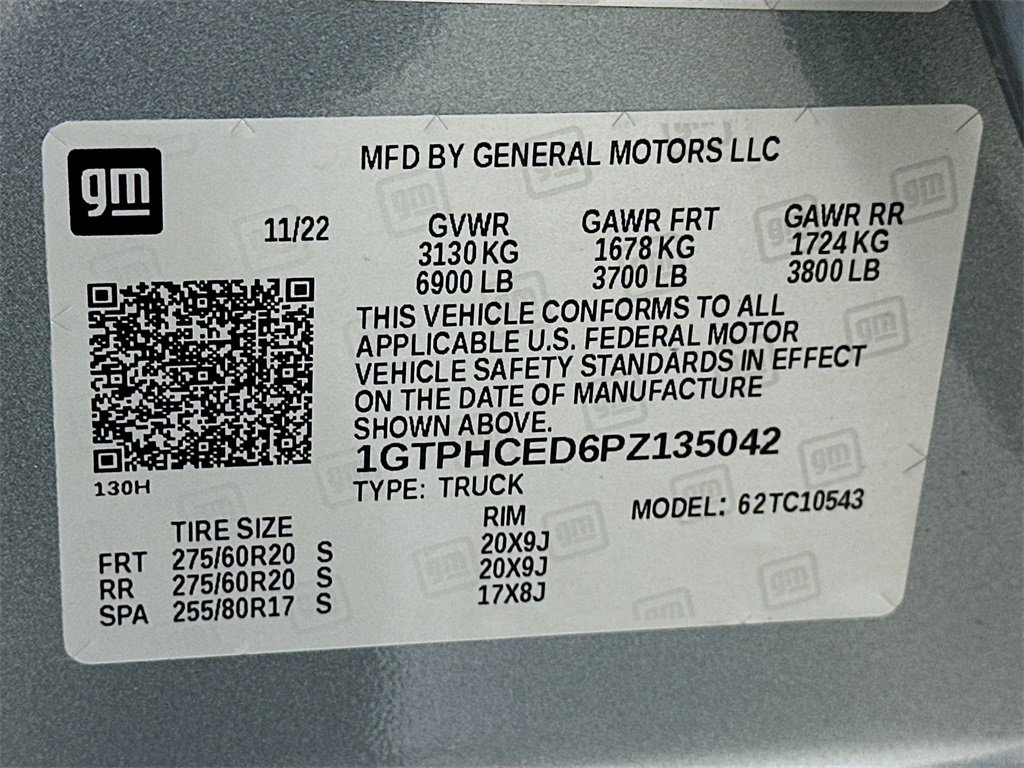 gm
MFD BY GENERAL MOTORS LLC
11/22
GVWR GAWR FRT GAWR RR
3130 KG 1678 KG 1724 KG
6900 LB 3700 LB 3800 LB
THIS VEHICLE CONFORMS TO ALL
APPLICABLE U.S. FEDERAL MOTOR
VEHICLE SAFETY STANDARDS IN EFFECT
ON THE DATE OF MANUFACTURE
SHOWN ABOVE.
1GTPHCED6PZ135042
130H
TYPE: TRUCK MODEL: 62TC10543
TIRE SIZE RIM
FRT 275/60R20 S 20X9J
RR 275/60R20 S 20X9J
SPA 255/80R17 S 17X8J